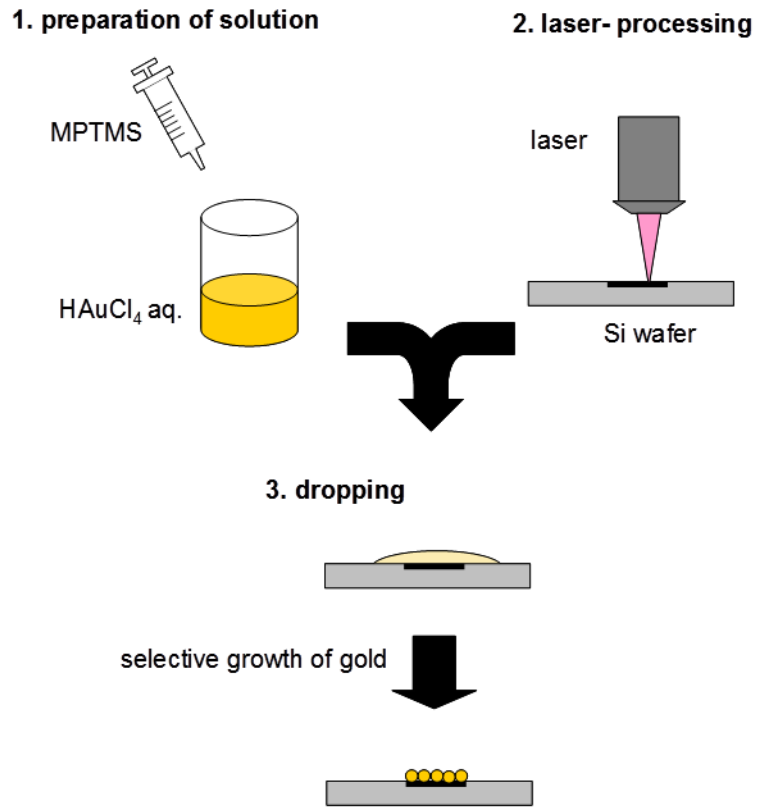 1. preparation of solution
MPTMS
HAuCl₄ aq.
2. laser- processing
laser
Si wafer
3. dropping
selective growth of gold